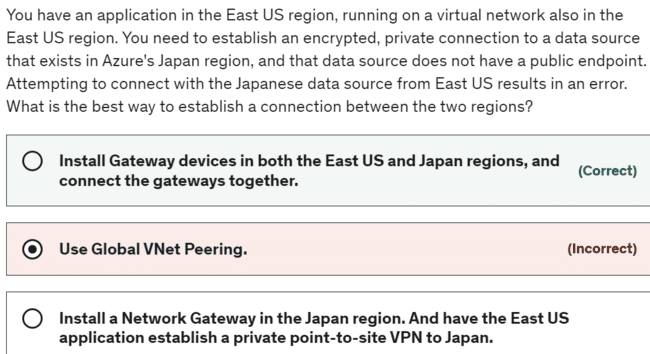 You have an application in the East US region, running on a virtual network also in the
East US region. You need to establish an encrypted, private connection to a data source
that exists in Azure's Japan region, and that data source does not have a public endpoint.
Attempting to connect with the Japanese data source from East US results in an error.
What is the best way to establish a connection between the two regions?
Install Gateway devices in both the East US and Japan regions, and
connect the gateways together.
(Correct)
Use Global VNet Peering.
(Incorrect)
Install a Network Gateway in the Japan region. And have the East US
application establish a private point-to-site VPN to Japan.